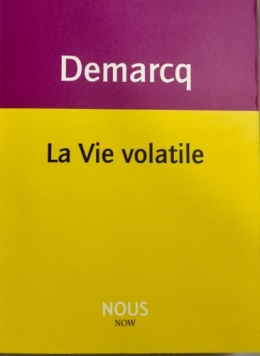 Demarcq
La Vie volatile
NOUS
NOW